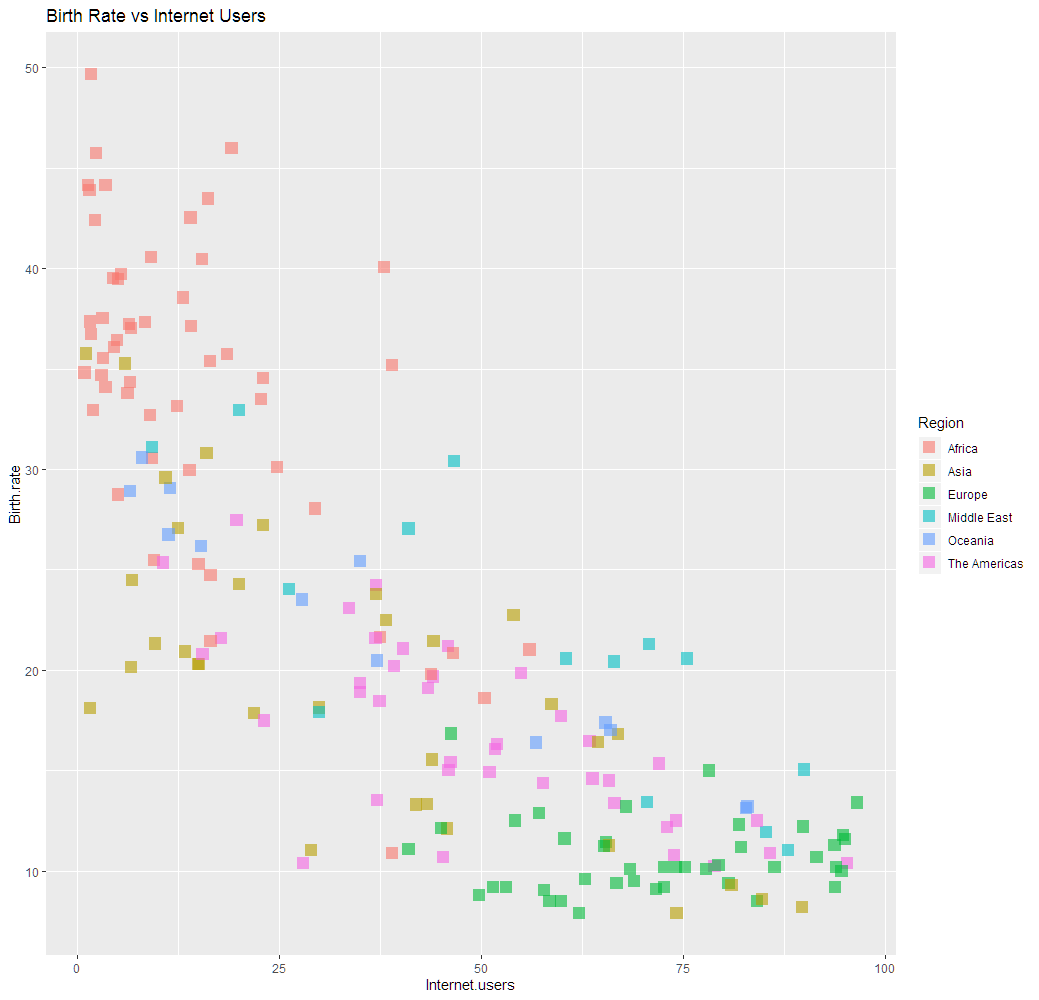 Birth Rate vs Internet Users
50
40
30
20
10
Birth.rate
0
25
50
75
100
Internet.users
Region
Africa
Asia
Europe
Middle East
Oceania
The Americas